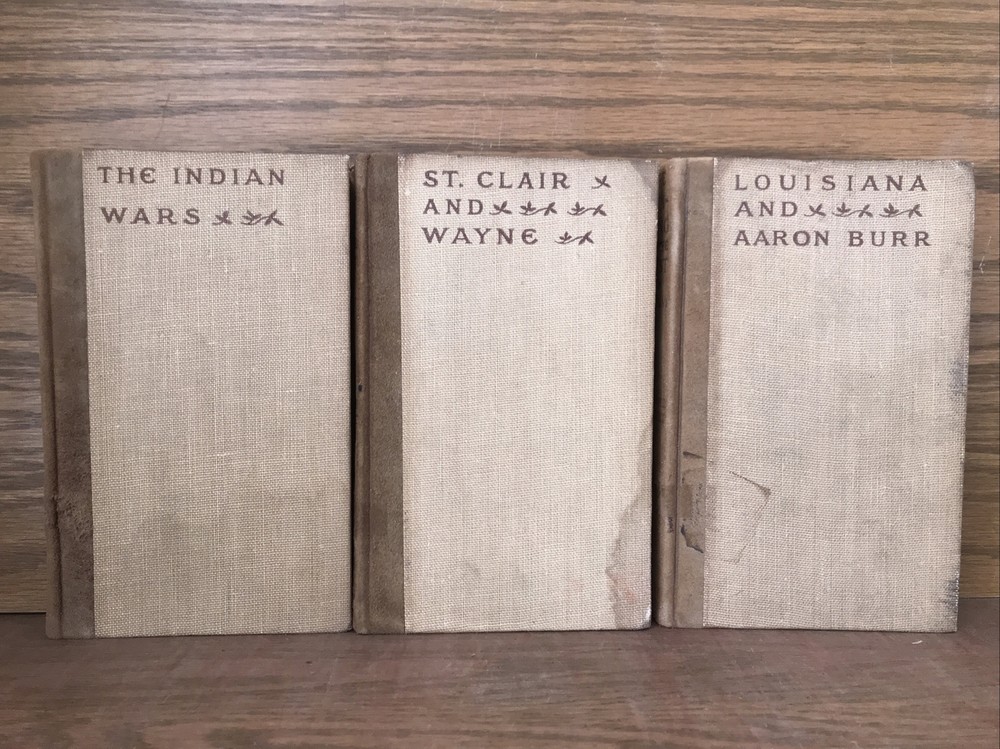 THE INDIAN
WARS
ST. CLAIR
AND
WAYNE
LOUISIANA
AND
AARON BURR